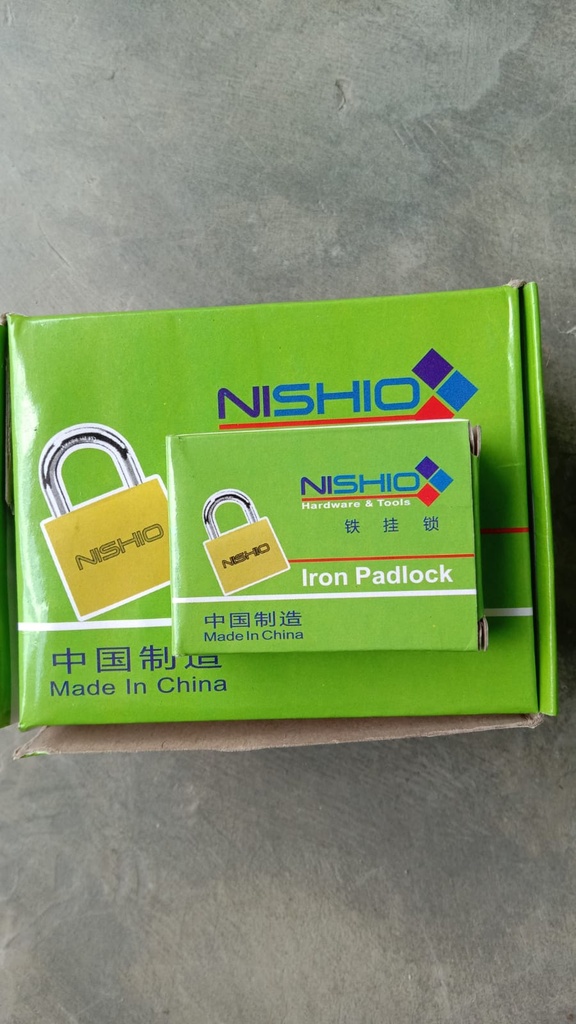 NISHIO
NISHIO
中国制造
Made In China
NISHIO
Hardware & Tools
铁挂锁
NISHIO
Iron Padlock
中国制造
Made In China